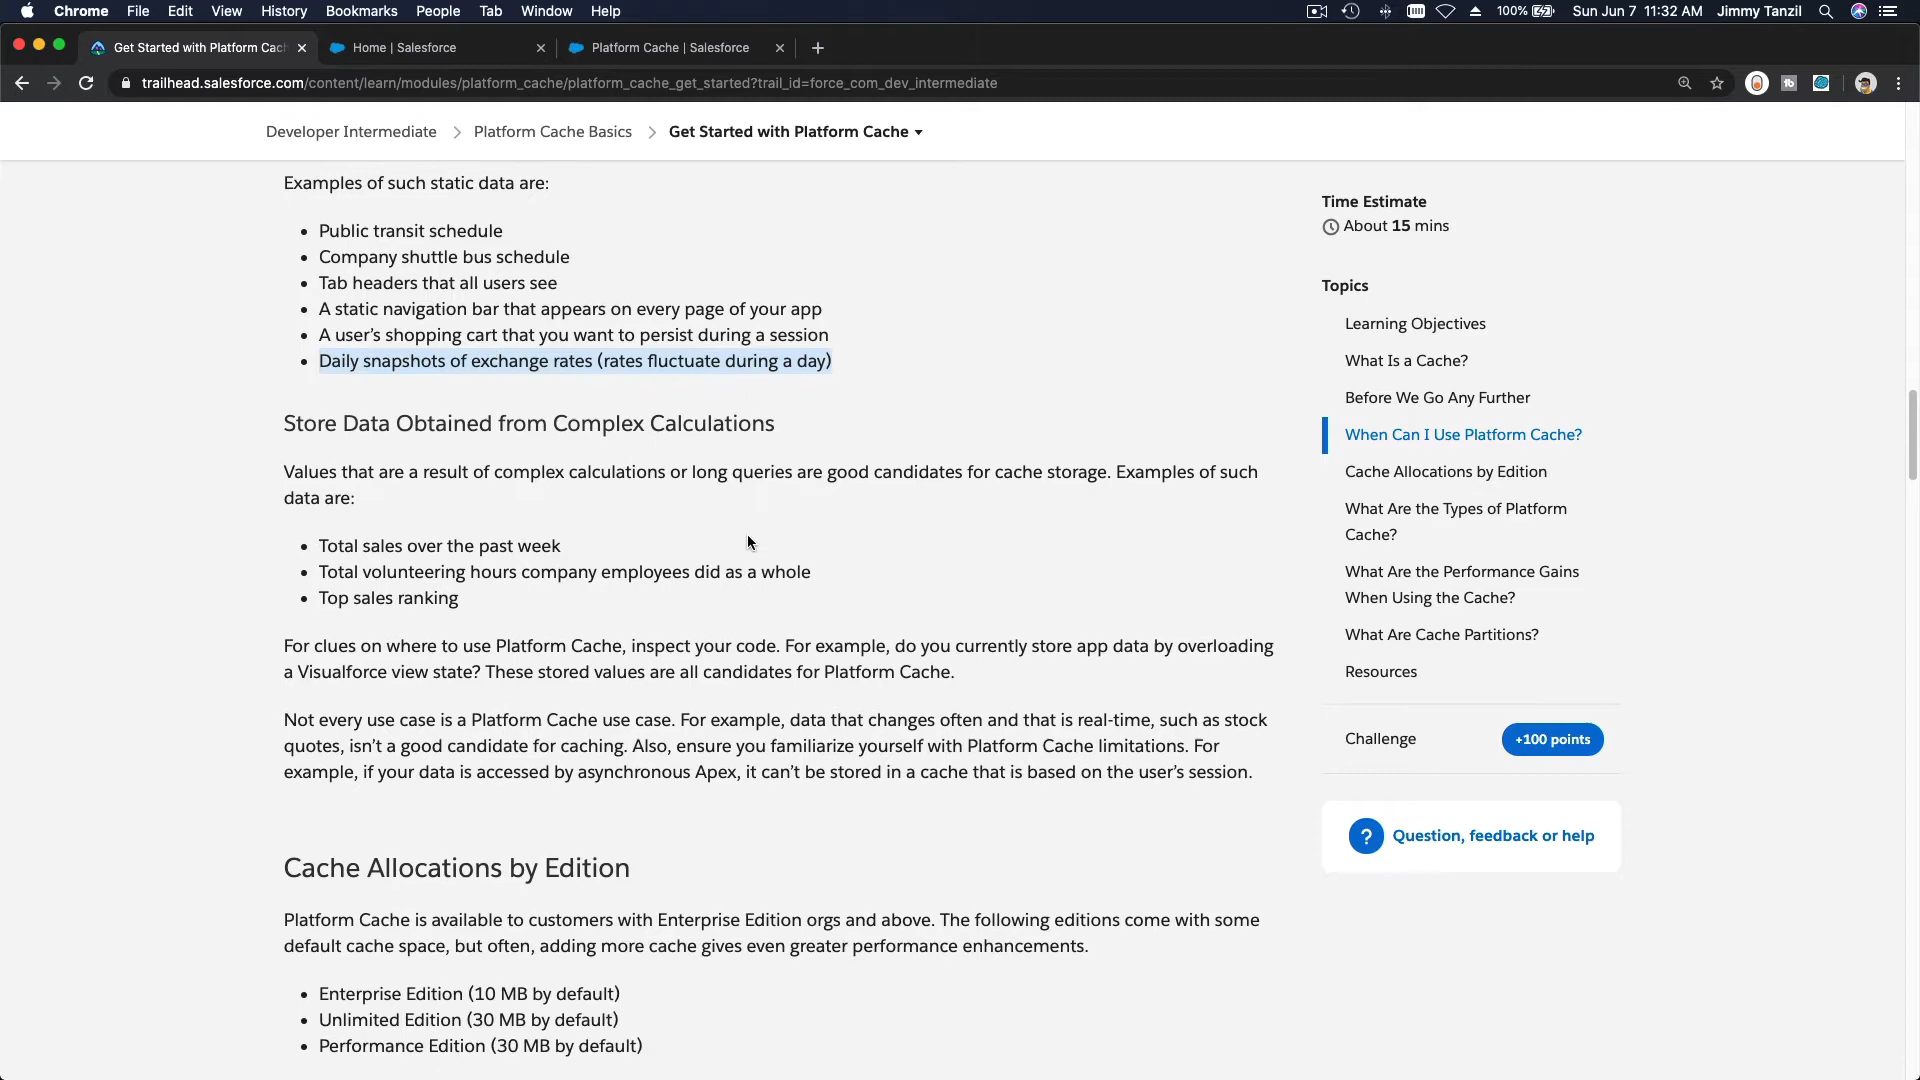 Chrome File Edit View History Bookmarks People Tab Window Help 100% Sun Jun 7 11:32 AM Jimmy Tanzil
Get Started with Platform Cach Home | Salesforce Platform Cache | Salesforce
trailhead.salesforce.com/content/learn/modules/platform_cache/platform_cache_get_started?trail_id=force_com_dev_intermediate
Developer Intermediate Platform Cache Basics Get Started with Platform Cache
Examples of such static data are:
• Public transit schedule
• Company shuttle bus schedule
• Tab headers that all users see
• A static navigation bar that appears on every page of your app
• A user’s shopping cart that you want to persist during a session
• Daily snapshots of exchange rates (rates fluctuate during a day)
Store Data Obtained from Complex Calculations
Values that are a result of complex calculations or long queries are good candidates for cache storage. Examples of such
data are:
• Total sales over the past week
• Total volunteering hours company employees did as a whole
• Top sales ranking
For clues on where to use Platform Cache, inspect your code. For example, do you currently store app data by overloading
a Visualforce view state? These stored values are all candidates for Platform Cache.
Not every use case is a Platform Cache use case. For example, data that changes often and that is real-time, such as stock
quotes, isn’t a good candidate for caching. Also, ensure you familiarize yourself with Platform Cache limitations. For
example, if your data is accessed by asynchronous Apex, it can’t be stored in a cache that is based on the user’s session.
Cache Allocations by Edition
Platform Cache is available to customers with Enterprise Edition orgs and above. The following editions come with some
default cache space, but often, adding more cache gives even greater performance enhancements.
• Enterprise Edition (10 MB by default)
• Unlimited Edition (30 MB by default)
• Performance Edition (30 MB by default)
Time Estimate
About 15 mins
Topics
Learning Objectives
What Is a Cache?
Before We Go Any Further
When Can I Use Platform Cache?
Cache Allocations by Edition
What Are the Types of Platform
Cache?
What Are the Performance Gains
When Using the Cache?
What Are Cache Partitions?
Resources
Challenge +100 points
? Question, feedback or help